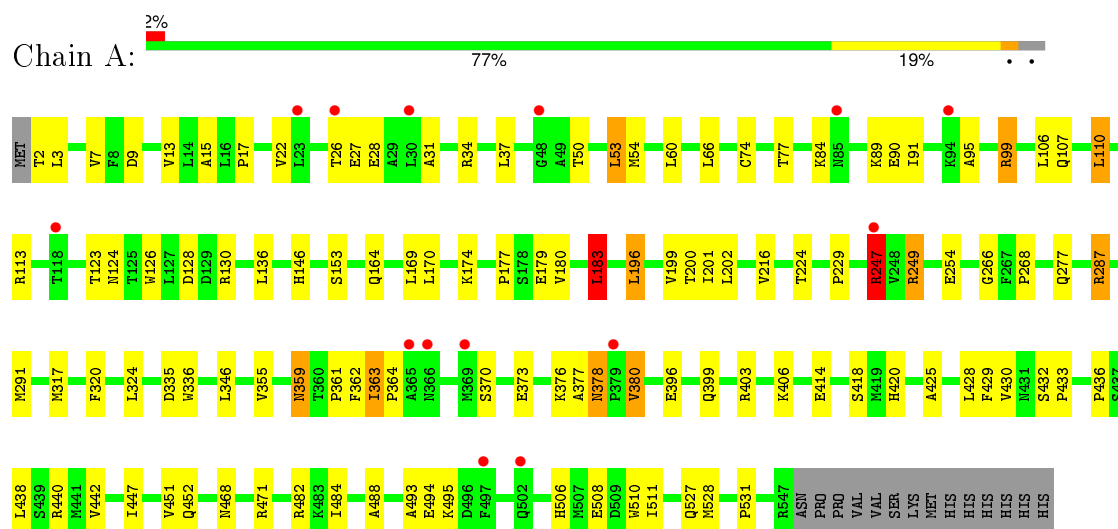 2%
Chain A:
77% 19% • •
MET T2 L3 V7 F8 D9 V13 L14 A15 L16 P17 V22 L23 T26 E27 E28 A29 L30 A31 R34 L37 G48 A49 T50 L53 M54 L60 L66 G74 T77 K84 N85 K89 E90 I91 K94 A95 R99 L106 Q107 L110
R113 T118 T123 N124 T125 W126 L127 D128 D129 R130 L136 H146 S153 Q164 L169 L170 K174 P177 S178 E179 V180 L183 L196 V199 T200 I201 L202 V216 T224 P229 R247 V248 R249 E254 G266 F267 P268 Q277 R287
M291 M317 F320 L324 D335 W336 L346 V355 N359 T360 P361 F362 I363 P364 A365 N366 M369 S370 E373 K376 A377 N378 P379 V380 E396 Q399 R403 K406 E414 S418 M419 H420 A425 L428 F429 V430 N431 S432 P433 P436 S437
L438 S439 R440 M441 V442 I447 V451 Q452 N468 R471 R482 K483 I484 A488 A493 E494 K495 D496 F497 Q502 H506 M507 E508 D509 W510 I511 Q527 M528 P531 R547 ASN PRO PRO VAL VAL SER LYS MET HIS HIS HIS HIS HIS HIS